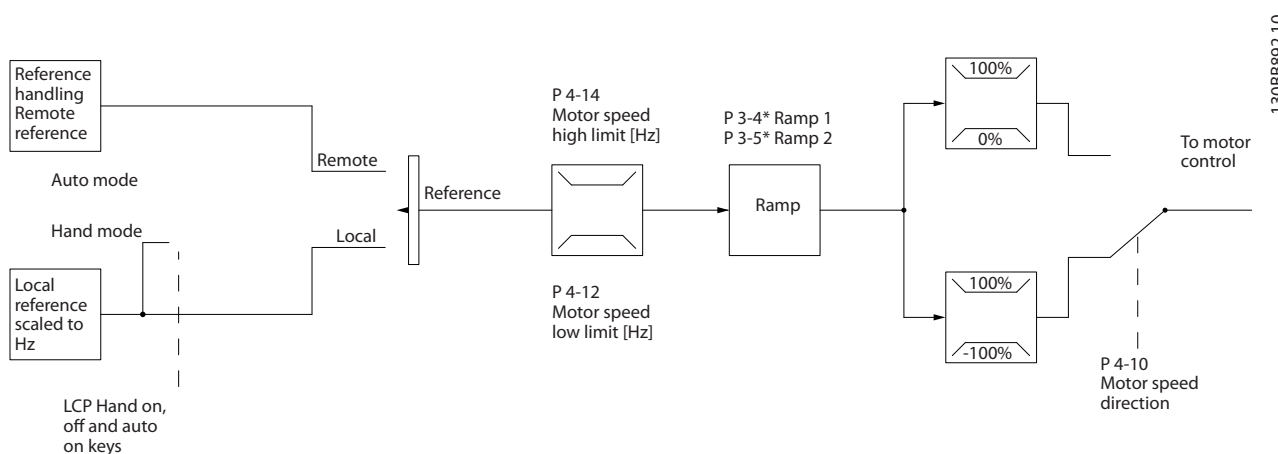 130BB892.10
Reference
handling
Remote
reference
Auto mode
Remote
Hand mode
Local
Local
reference
scaled to
Hz
LCP Hand on,
off and auto
on keys
Reference
P 4-14
Motor speed
high limit [Hz]
P 4-12
Motor speed
low limit [Hz]
P 3-4* Ramp 1
P 3-5* Ramp 2
Ramp
100%
0%
100%
-100%
To motor
control
P 4-10
Motor speed
direction